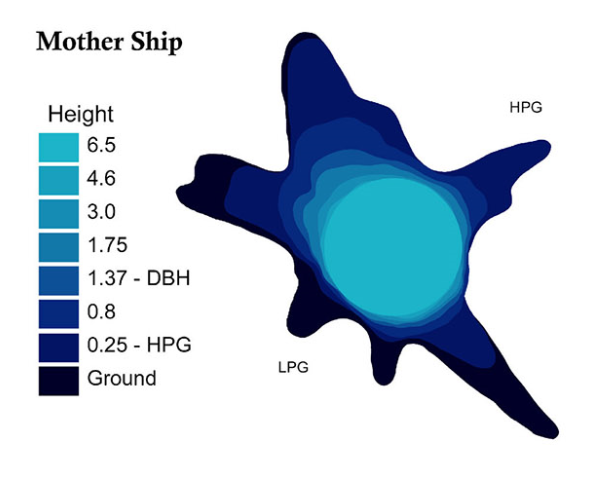 Mother Ship
HPG
Height
6.5
4.6
3.0
1.75
1.37 - DBH
0.8
0.25 - HPG
Ground
LPG